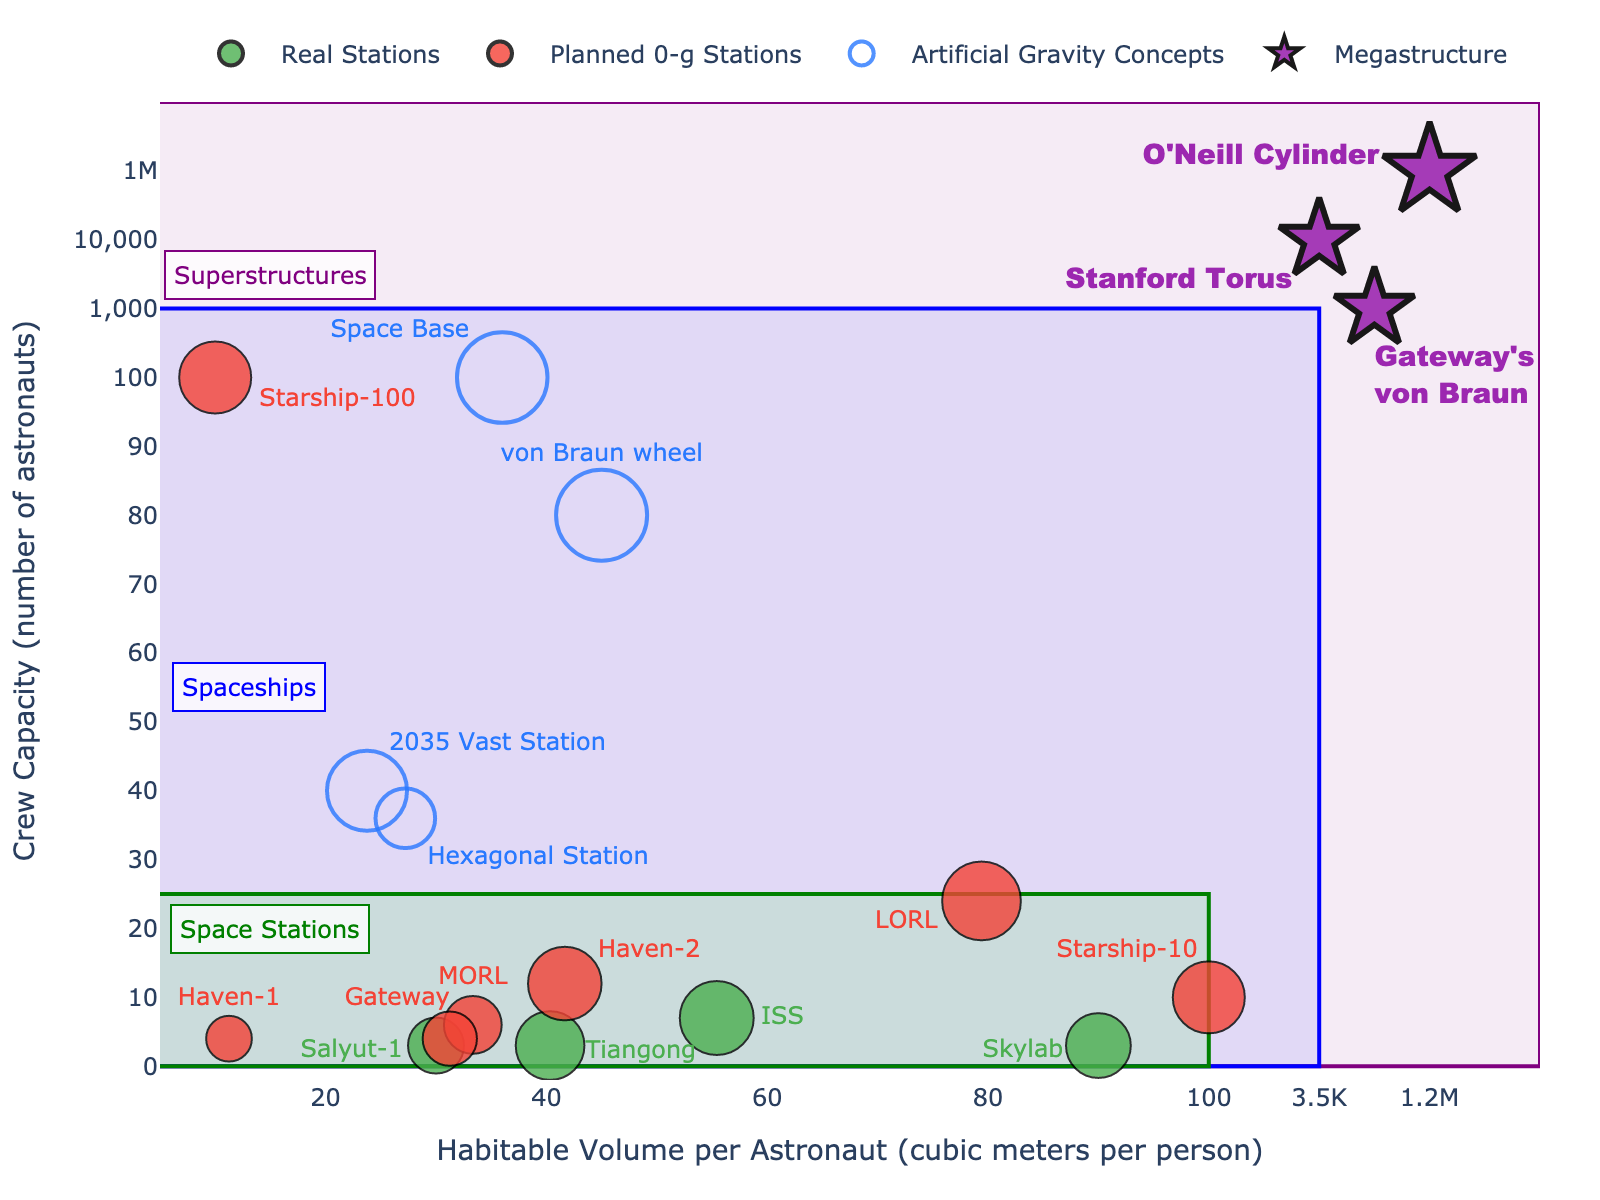 Real Stations
Planned 0-g Stations
Artificial Gravity Concepts
Megastructure
O'Neill Cylinder
Stanford Torus
Gateway's
von Braun
Superstructures
Space Base
Starship-100
von Braun wheel
Spaceships
2035 Vast Station
Hexagonal Station
Space Stations
LORL
Starship-10
Haven-2
MORL
Gateway
Haven-1
Salyut-1
Tiangong
ISS
Skylab
1M
10,000
1,000
100
90
80
70
60
50
40
30
20
10
0
Crew Capacity (number of astronauts)
20
40
60
80
100
3.5K
1.2M
Habitable Volume per Astronaut (cubic meters per person)